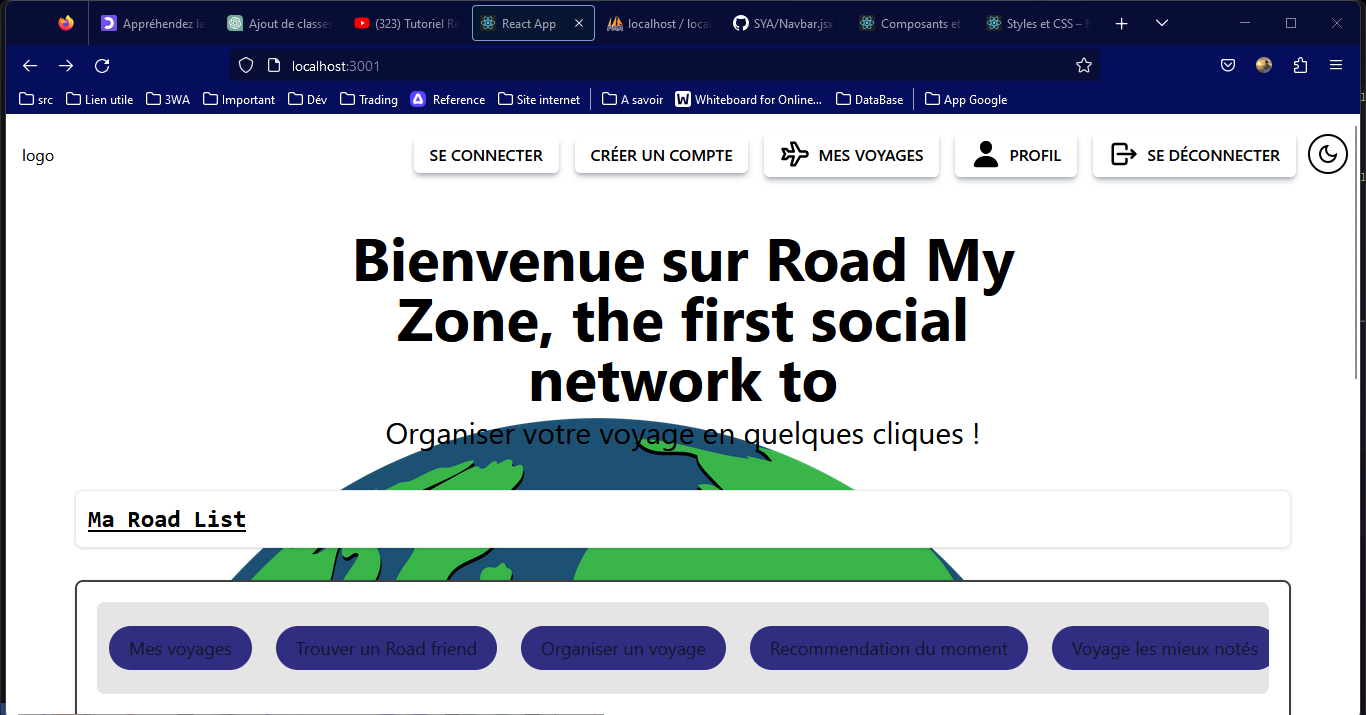 Appréhendez la
Ajout de classes
(323) Tutoriel Re
React App
localhost / loca
SYA/Navbar.jsx
Composants et
Styles et CSS – R
localhost:3001
src
Lien utile
3WA
Important
Dév
Trading
Reference
Site internet
A savoir
Whiteboard for Online...
DataBase
App Google
logo
SE CONNECTER
CRÉER UN COMPTE
MES VOYAGES
PROFIL
SE DÉCONNECTER
Bienvenue sur Road My
Zone, the first social
network to
Organiser votre voyage en quelques cliques !
Ma Road List
Mes voyages
Trouver un Road friend
Organiser un voyage
Recommendation du moment
Voyage les mieux notés